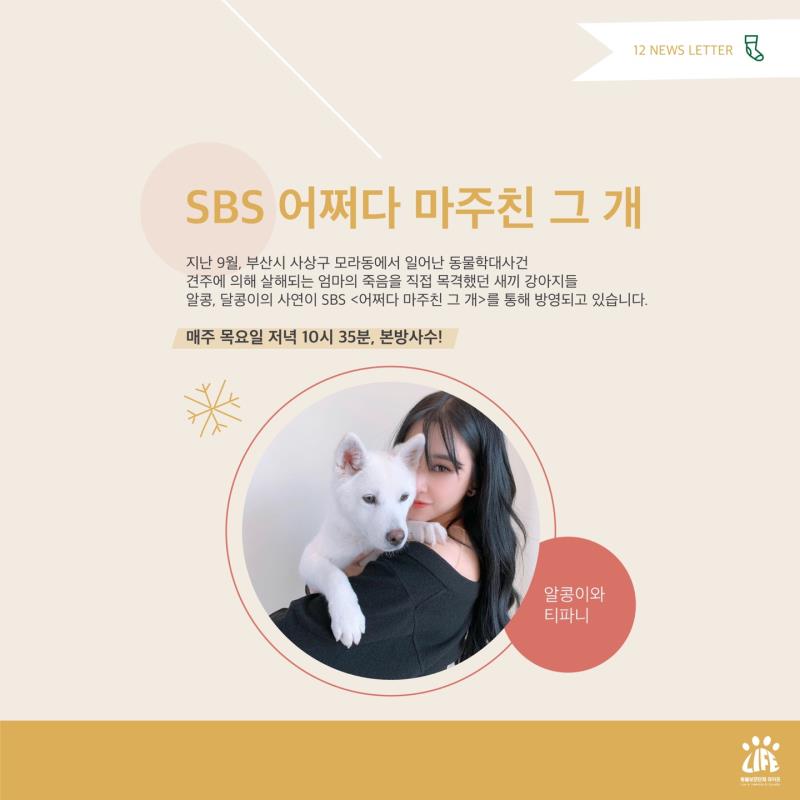 12 NEWS LETTER
SBS 어쩌다 마주친 그 개
지난 9월, 부산시 사상구 모라동에서 일어난 동물학대사건
견주에 의해 살해되는 엄마의 죽음을 직접 목격했던 새끼 강아지들
알콩, 달콩이의 사연이 SBS <어쩌다 마주친 그 개>를 통해 방영되고 있습니다.
매주 목요일 저녁 10시 35분, 본방사수!
알콩이와
티파니
LIFE